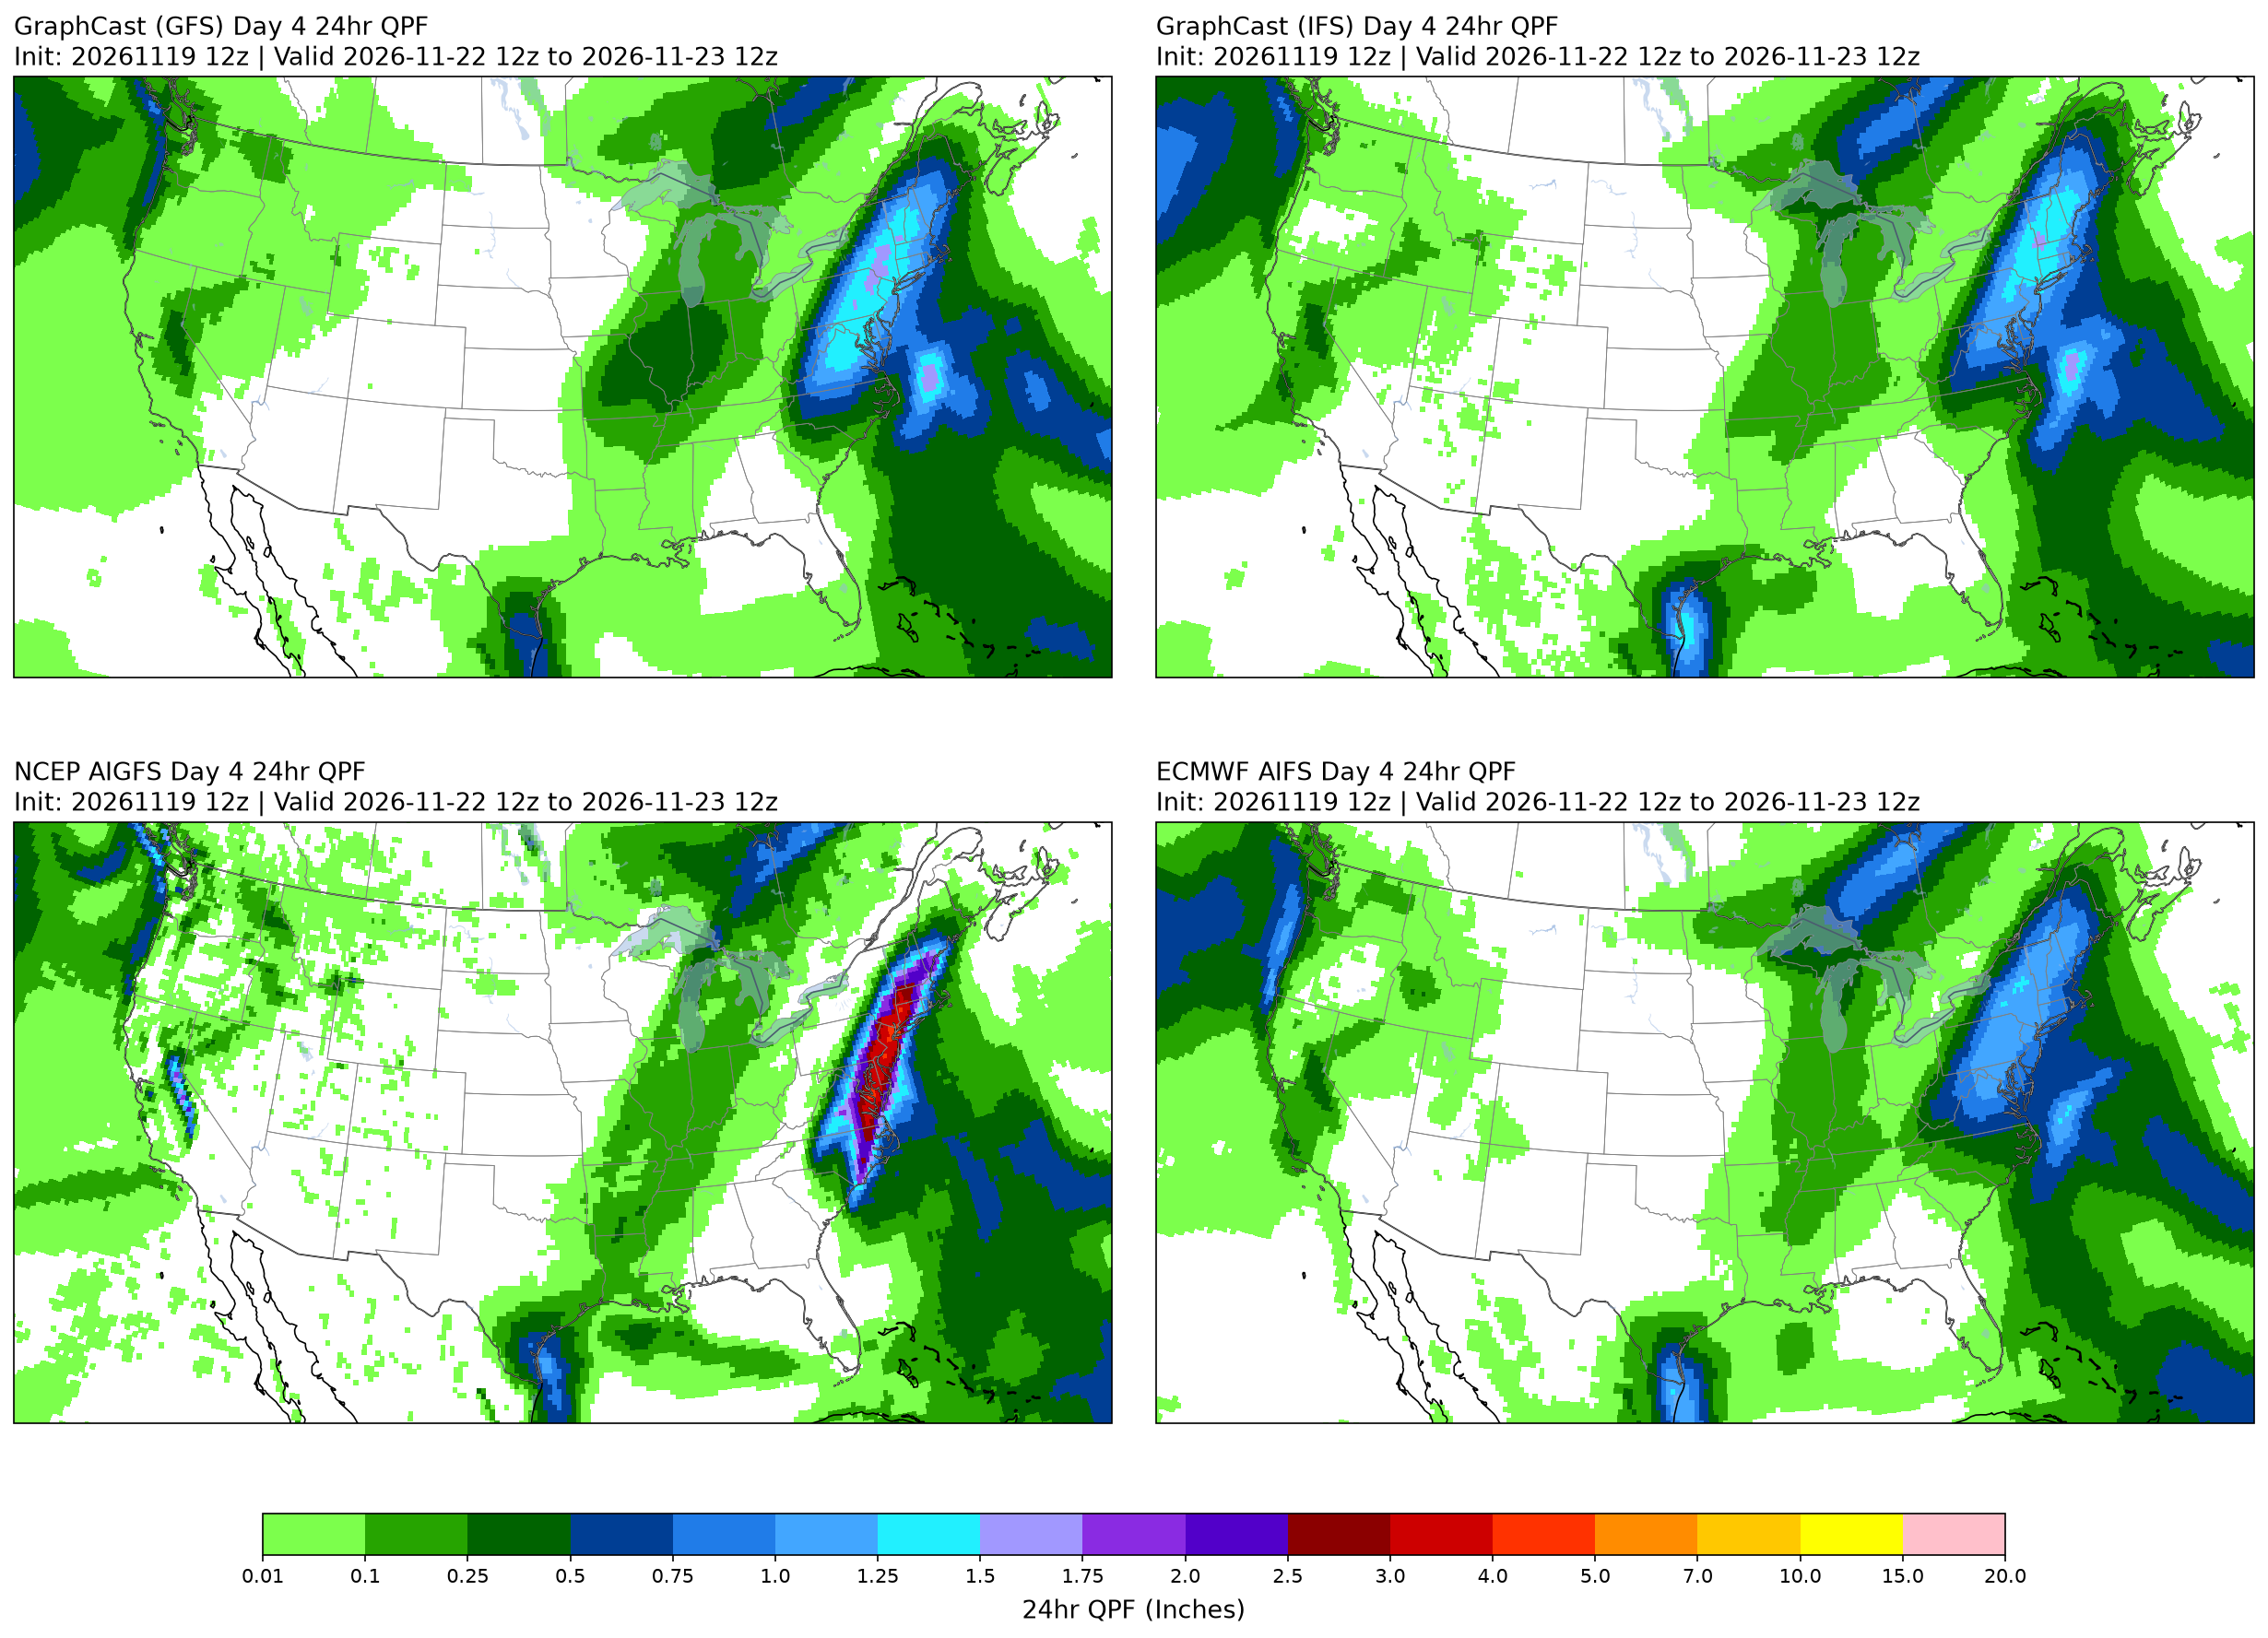 GraphCast (GFS) Day 4 24hr QPF
Init: 20261119 12z | Valid 2026-11-22 12z to 2026-11-23 12z
GraphCast (IFS) Day 4 24hr QPF
Init: 20261119 12z | Valid 2026-11-22 12z to 2026-11-23 12z
NCEP AIGFS Day 4 24hr QPF
Init: 20261119 12z | Valid 2026-11-22 12z to 2026-11-23 12z
ECMWF AIFS Day 4 24hr QPF
Init: 20261119 12z | Valid 2026-11-22 12z to 2026-11-23 12z
0.01 0.1 0.25 0.5 0.75 1.0 1.25 1.5 1.75 2.0 2.5 3.0 4.0 5.0 7.0 10.0 15.0 20.0
24hr QPF (Inches)